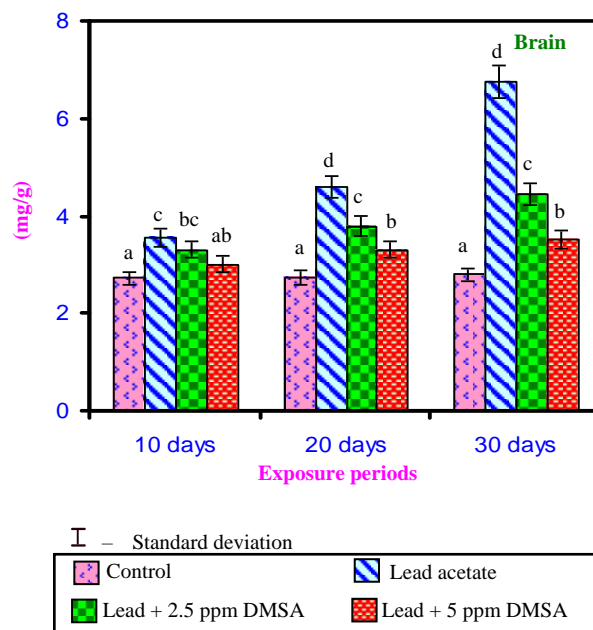 8
Brain
d
6
(mg/g)
d
c
4
c
c
bc
ab
b
b
a
a
a
2
0
10 days
20 days
30 days
Exposure periods
– Standard deviation
Control
Lead acetate
Lead + 2.5 ppm DMSA
Lead + 5 ppm DMSA